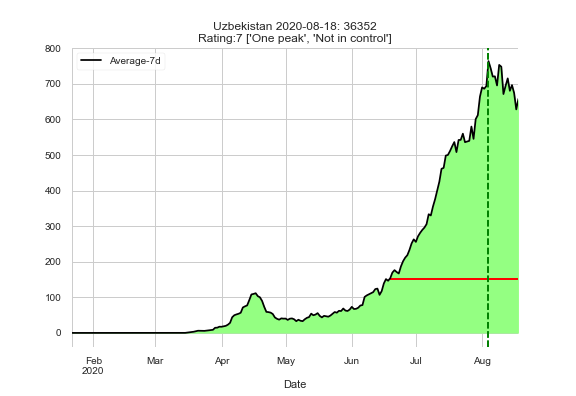 Uzbekistan 2020-08-18: 36352
Rating:7 ['One peak', 'Not in control']
800
Average-7d
700
600
500
400
300
200
100
0
Feb Mar Apr May Jun Jul Aug
2020
Date